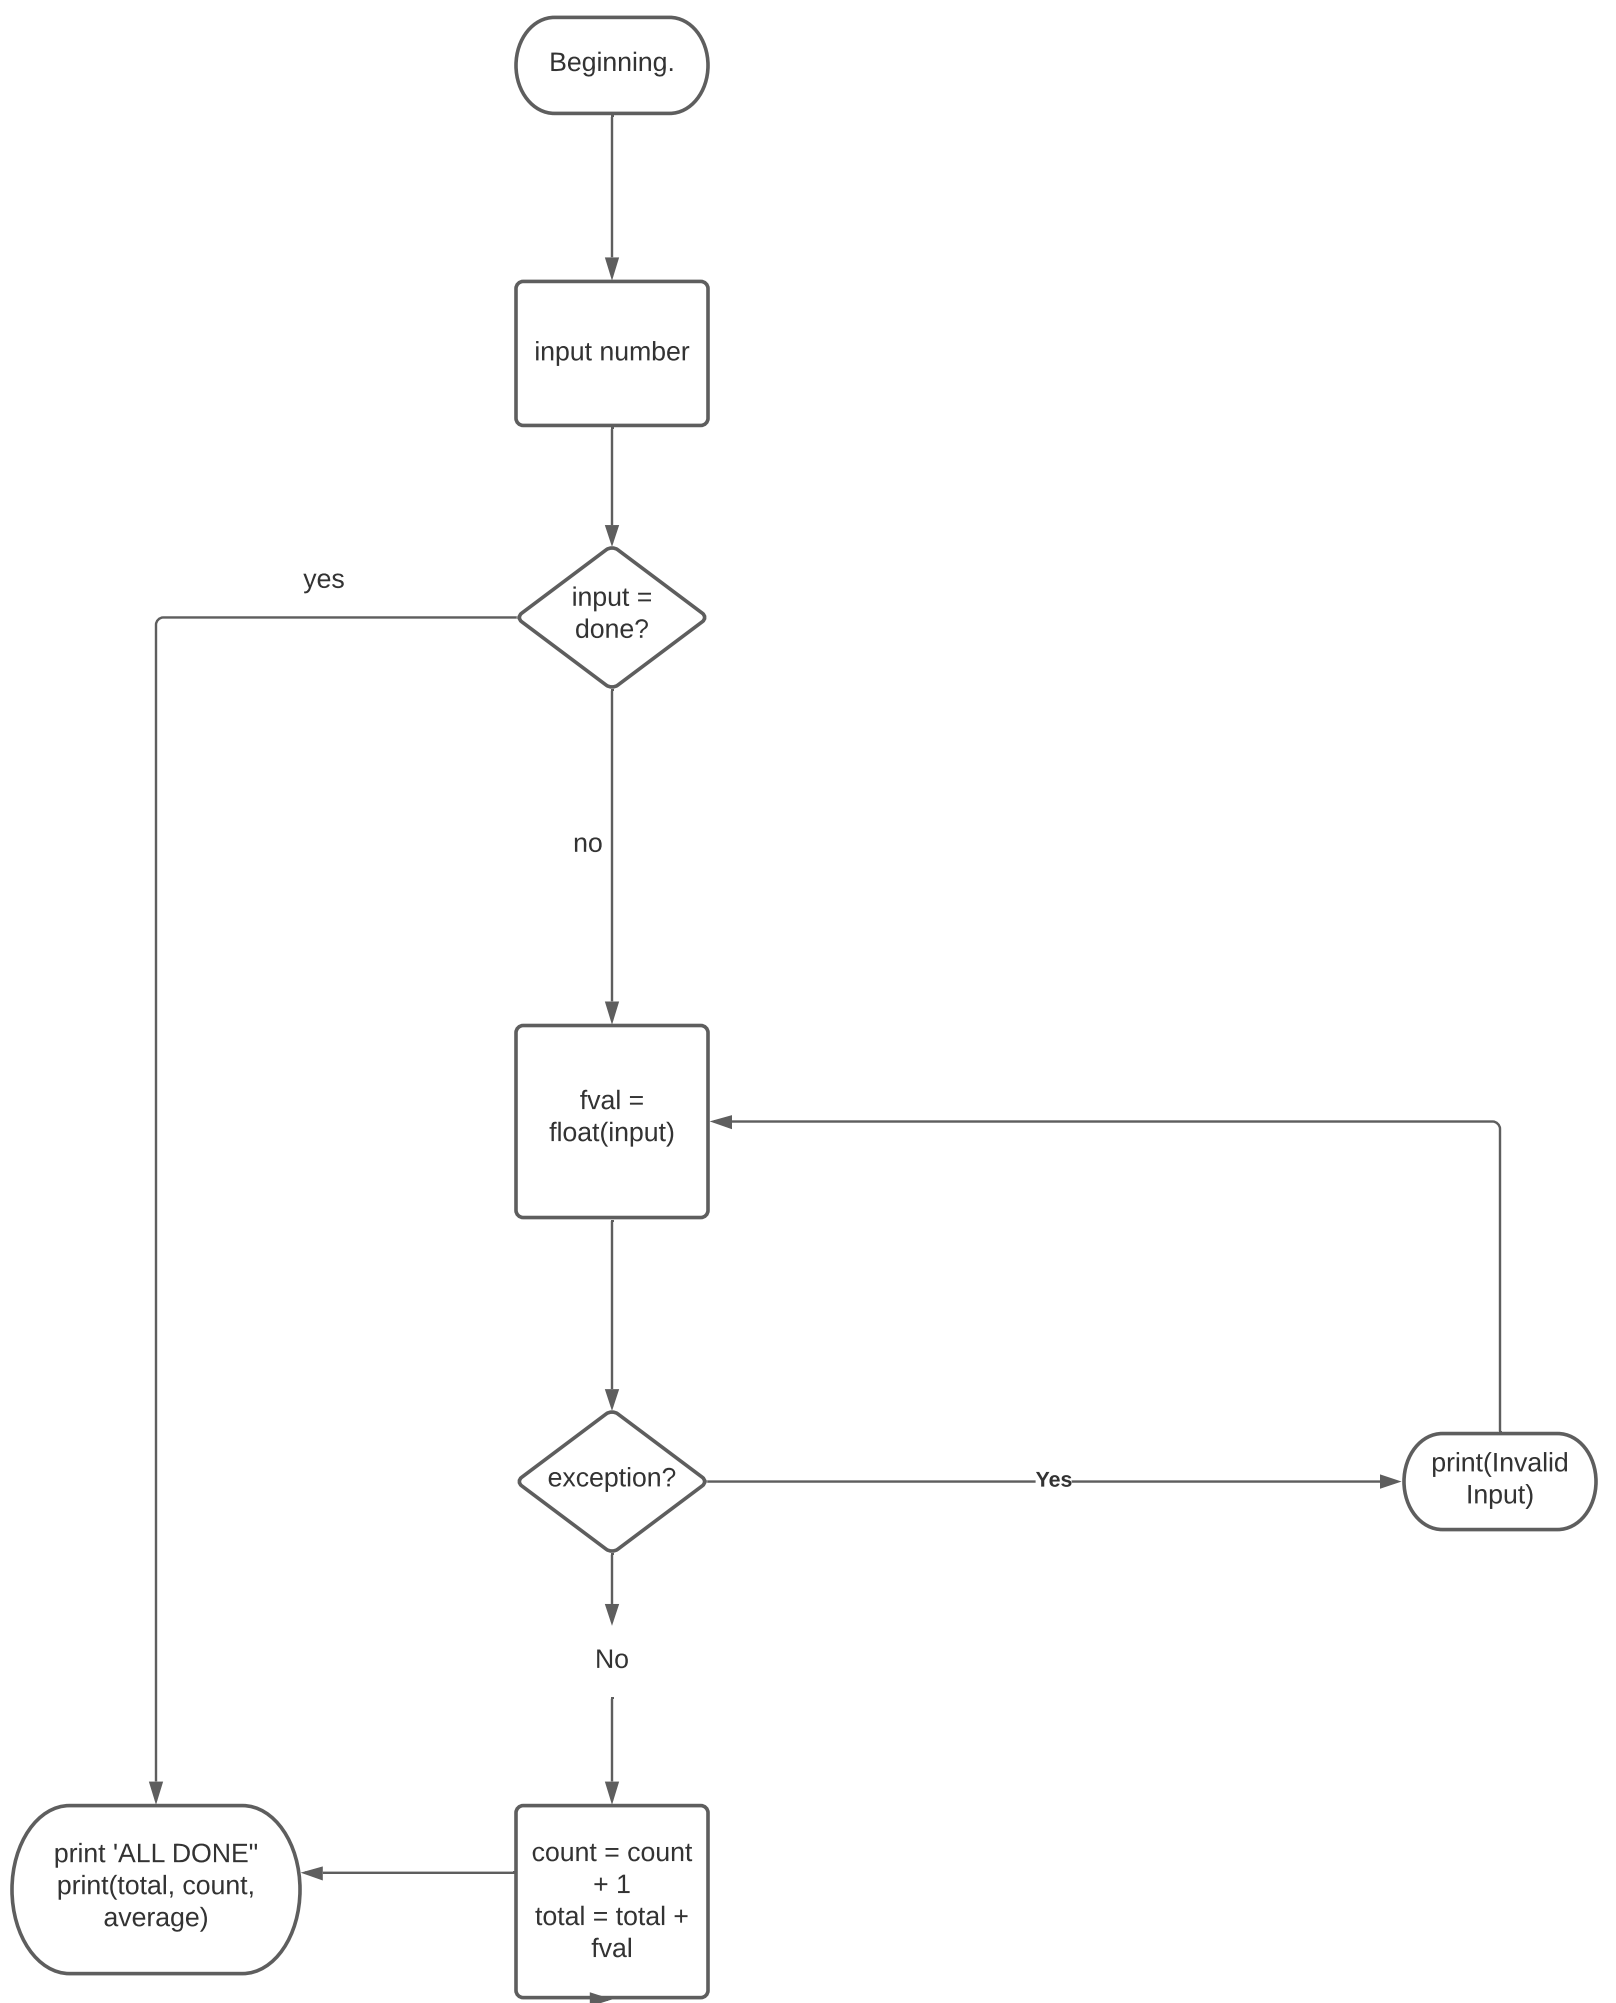 Beginning.
input number
yes
input =
done?
no
fval =
float(input)
exception?
Yes
print(Invalid
Input)
No
print 'ALL DONE"
print(total, count,
average)
count = count
+ 1
total = total +
fval